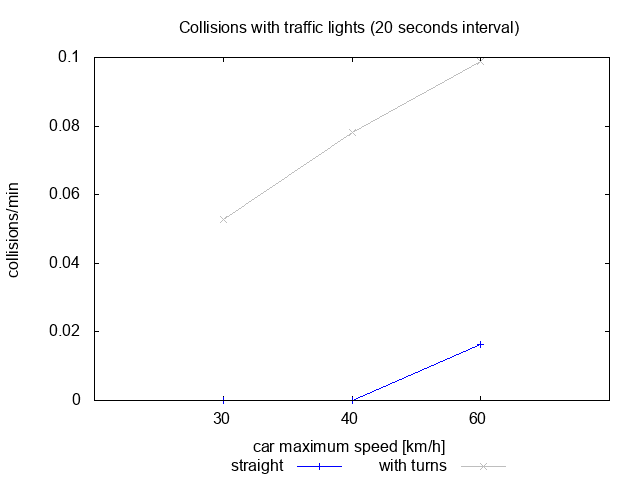 Collisions with traffic lights (20 seconds interval)
0.1
0.08
0.06
0.04
0.02
0
collisions/min
30 40 60
car maximum speed [km/h]
straight with turns